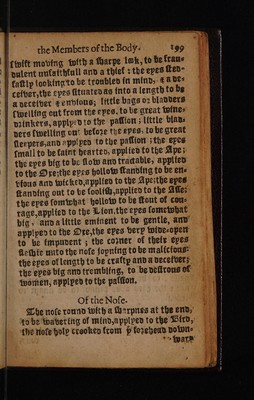 the Members of the Body. 199
swift moving with a sharpe look, to be frau-
dulent unfaithfull and a thief: the eyes sted-
fastly looking to be troubled in mind, & a de-
ceiver, the eyes situated as into a length to be
a deceiver & envious; little bags or bladders
swelling out from the eyes, to be great wine-
drinkers, applyed to the passion; little blad-
ders swelling out before the eyes, to be great
sleepers, and applyed to the passion; the eyes
small to be faint hearted, applied to the Ape;
the eyes big to be slow and tractable, applied
to the Oxe; the eyes hollow standing to be en-
vious and wicked, applied to the Ape: the eyes
standing out to be foolish, applied to the Asse;
the eyes somwhat hollow to be stout of cou-
rage, applied to the Lion, the eyes somewhat
big, and a little eminent to be gentle, and
applyed to the Oxe, the eyes very wide-open
to be impudent; the corner of their eyes
fleshie unto the nose joyning to be malicious:
the eyes of length to be crafty and a deceiver;
the eyes big and trembling, to be desirous of
women, applyed to the passion.
Of the Nose.
The nose round with a sharpnes at the end,
to be wavering of mind, applyed to the Bird,
the nose holy crooked from yͤ forehead down-
ward